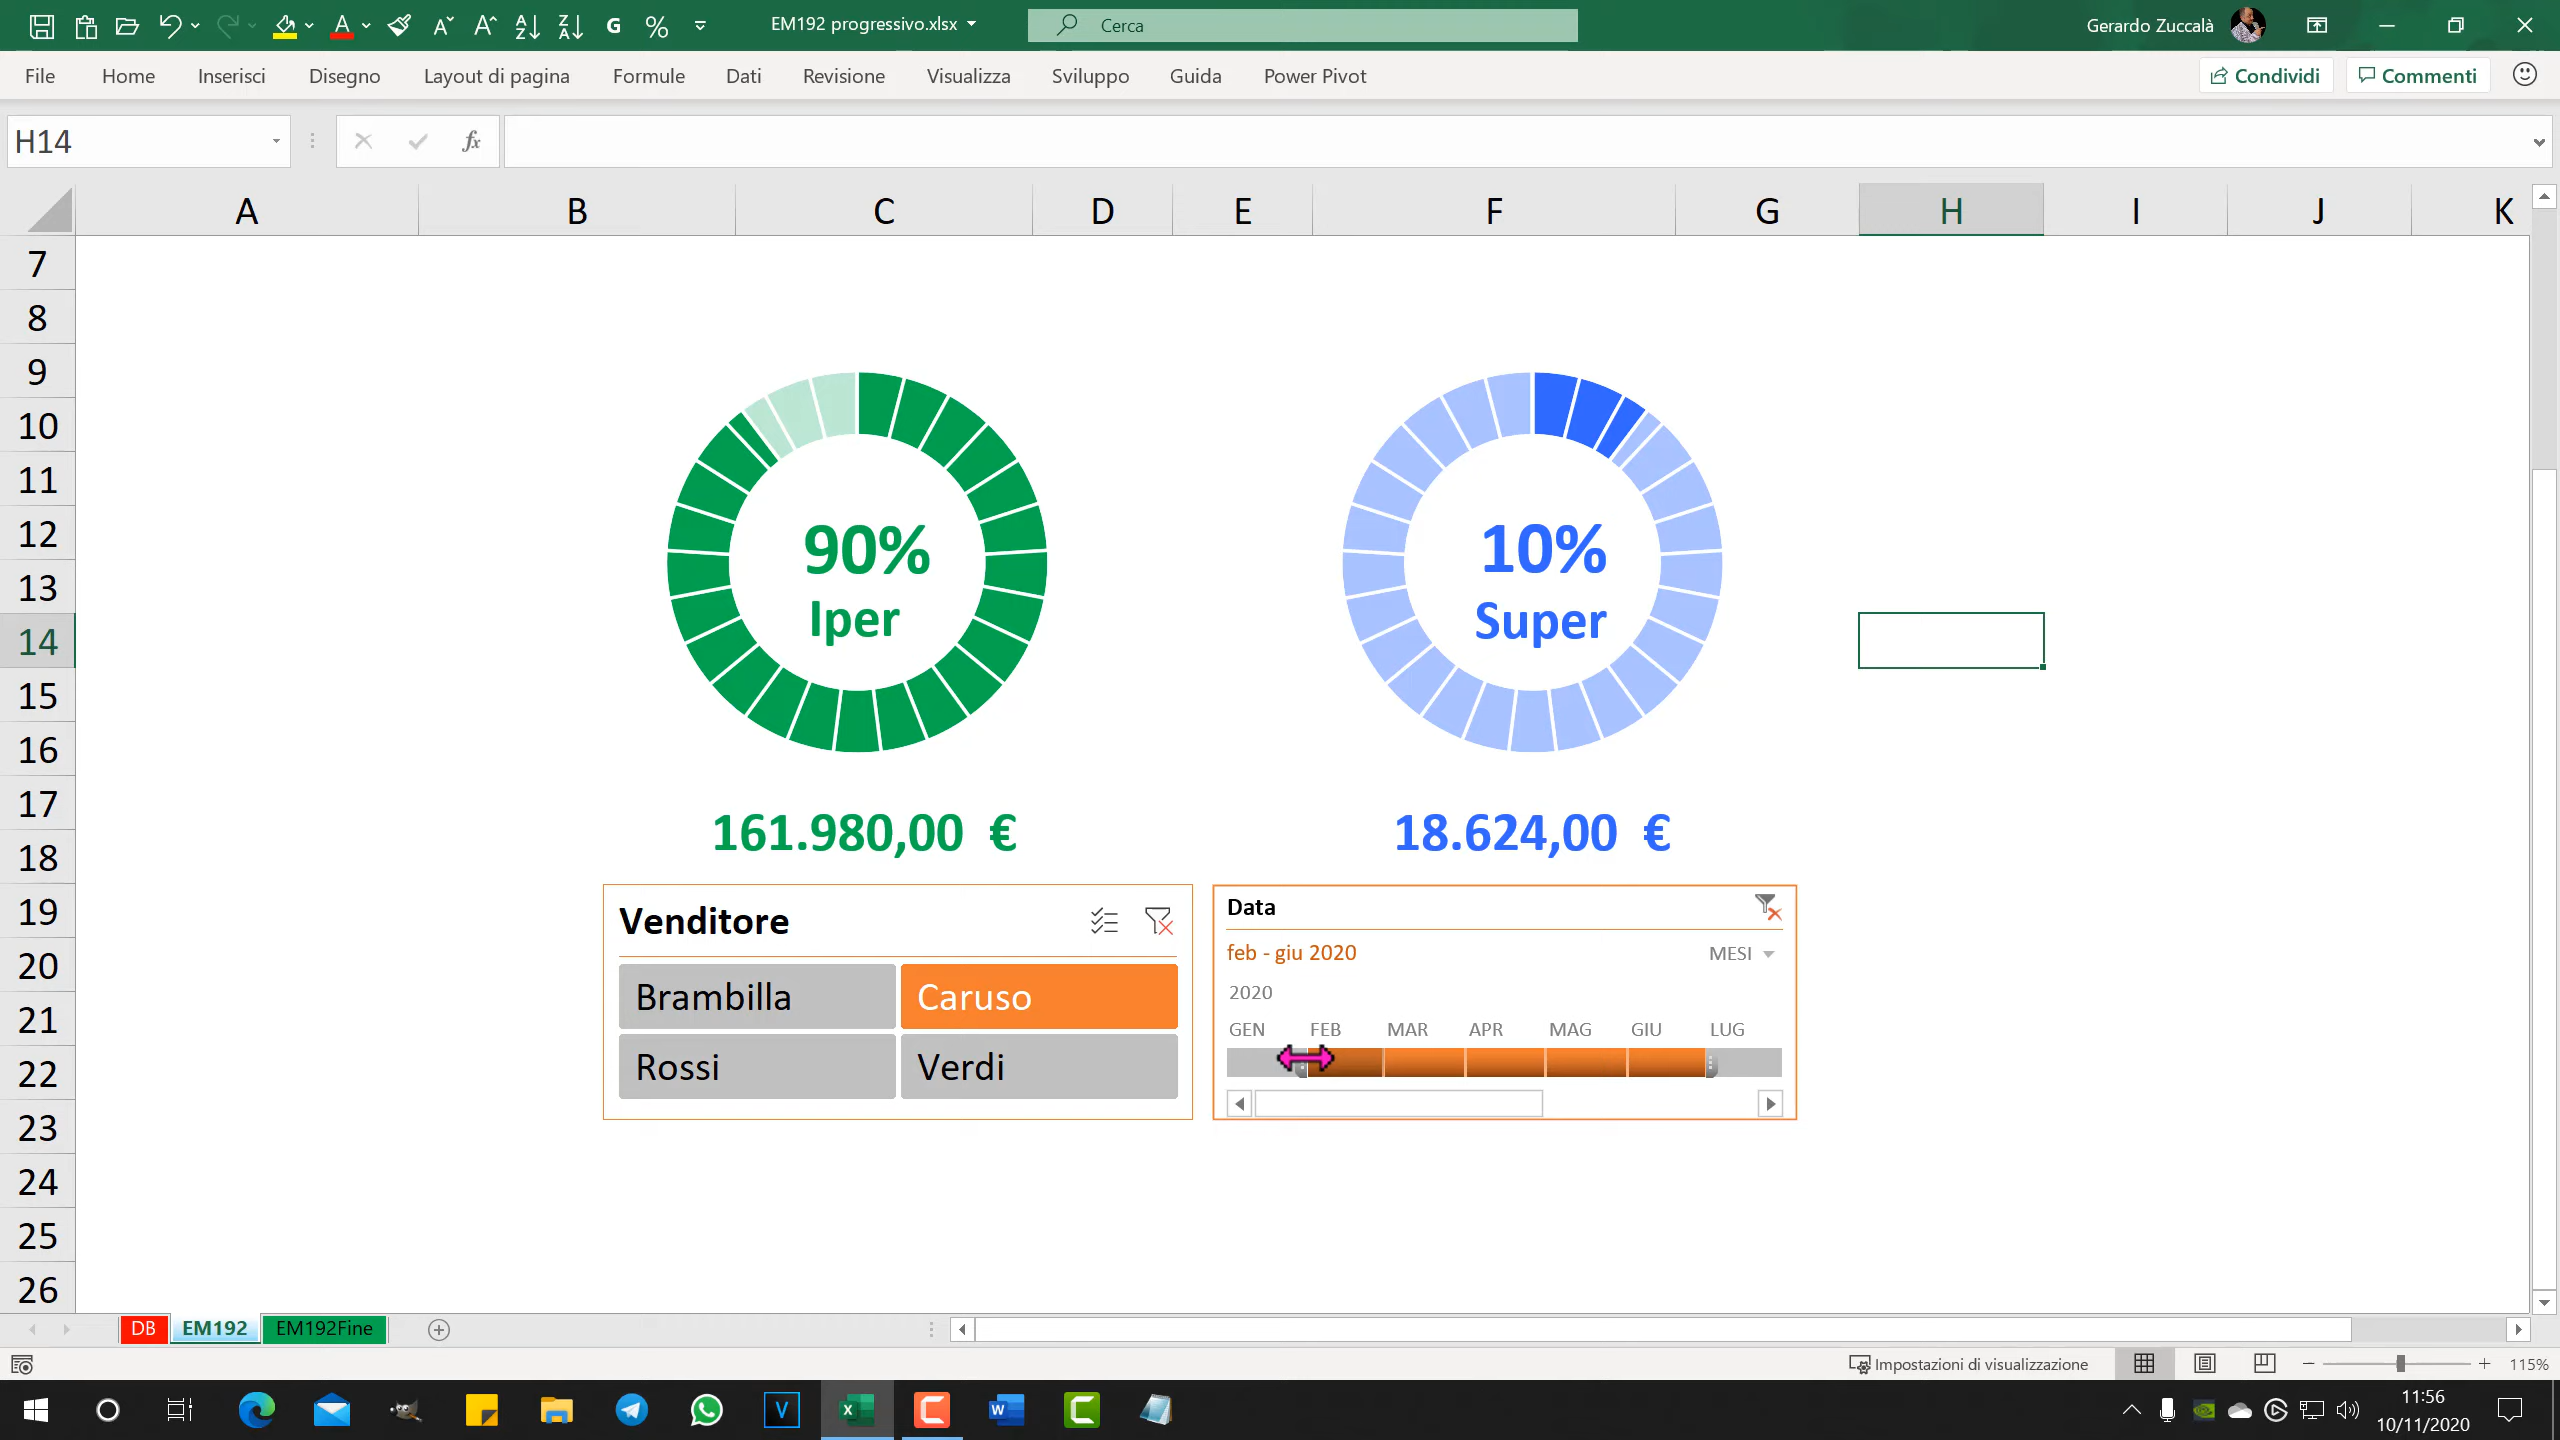 EM192 progressivo.xlsx
Cerca
Gerardo Zuccalà
File Home Inserisci Disegno Layout di pagina Formule Dati Revisione Visualizza Sviluppo Guida Power Pivot
Condividi Commenti
H14
fx
A B C D E F G H I J K
7
8
9
10
11
12
13
14
15
16
17
18
19
20
21
22
23
24
25
26
90%
Iper
10%
Super
161.980,00 €
18.624,00 €
Venditore
Brambilla Caruso
Rossi Verdi
Data
feb - giu 2020 MESI
2020
GEN FEB MAR APR MAG GIU LUG
DB EM192 EM192Fine
Impostazioni di visualizzazione
115%
11:56
10/11/2020